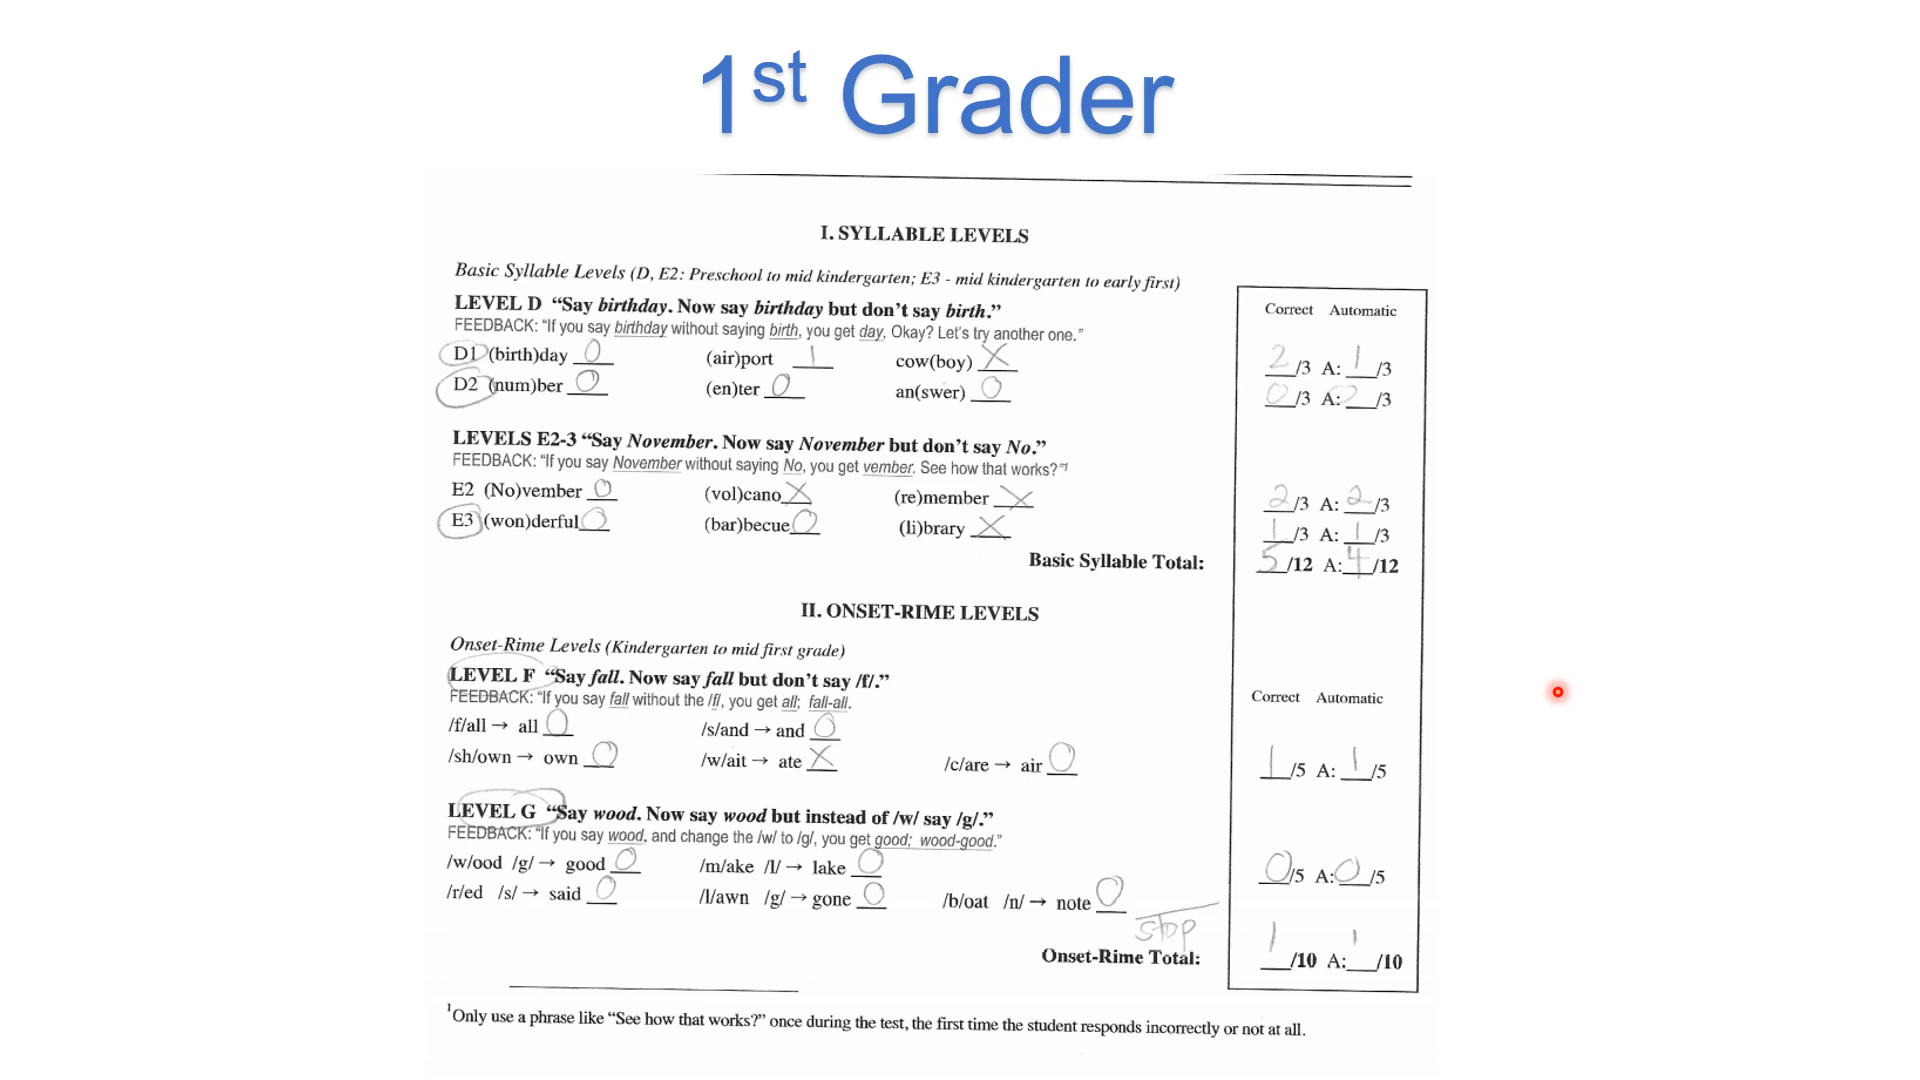 1st Grader
I. SYLLABLE LEVELS
Basic Syllable Levels (D, E2: Preschool to mid kindergarten; E3 - mid kindergarten to early first)
LEVEL D “Say birthday. Now say birthday but don’t say birth.”
Correct Automatic
FEEDBACK: “If you say birthday without saying birth, you get day, Okay? Let’s try another one.”
D1 (birth)day 0 (air)port 1 cow(boy) X 2/3 A: 1/3
D2 (num)ber 0 (en)ter 0 an(swer) 0 0/3 A: 0/3
LEVELS E2-3 “Say November. Now say November but don’t say No.”
FEEDBACK: “If you say November without saying No, you get vember. See how that works?”1
E2 (No)vember 0 (vol)cano X (re)member X 2/3 A: 2/3
E3 (won)derful 0 (bar)becue 0 (li)brary X 1/3 A: 1/3
Basic Syllable Total: 5/12 A: 4/12
II. ONSET-RIME LEVELS
Onset-Rime Levels (Kindergarten to mid first grade)
LEVEL F “Say fall. Now say fall but don’t say /f/.”
FEEDBACK: “If you say fall without the /f/, you get all; fall-all.
Correct Automatic
/f/all → all 0 /s/and → and 0
/sh/own → own 0 /w/ait → ate X /c/are → air 0 1/5 A: 1/5
LEVEL G “Say wood. Now say wood but instead of /w/ say /g/.”
FEEDBACK: “If you say wood, and change the /w/ to /g/, you get good; wood-good.”
/w/ood /g/ → good 0 /m/ake /l/ → lake 0 0/5 A: 0/5
/r/ed /s/ → said 0 /l/awn /g/ → gone 0 /b/oat /n/ → note 0
stop
Onset-Rime Total: 1/10 A: 1/10
1Only use a phrase like “See how that works?” once during the test, the first time the student responds incorrectly or not at all.